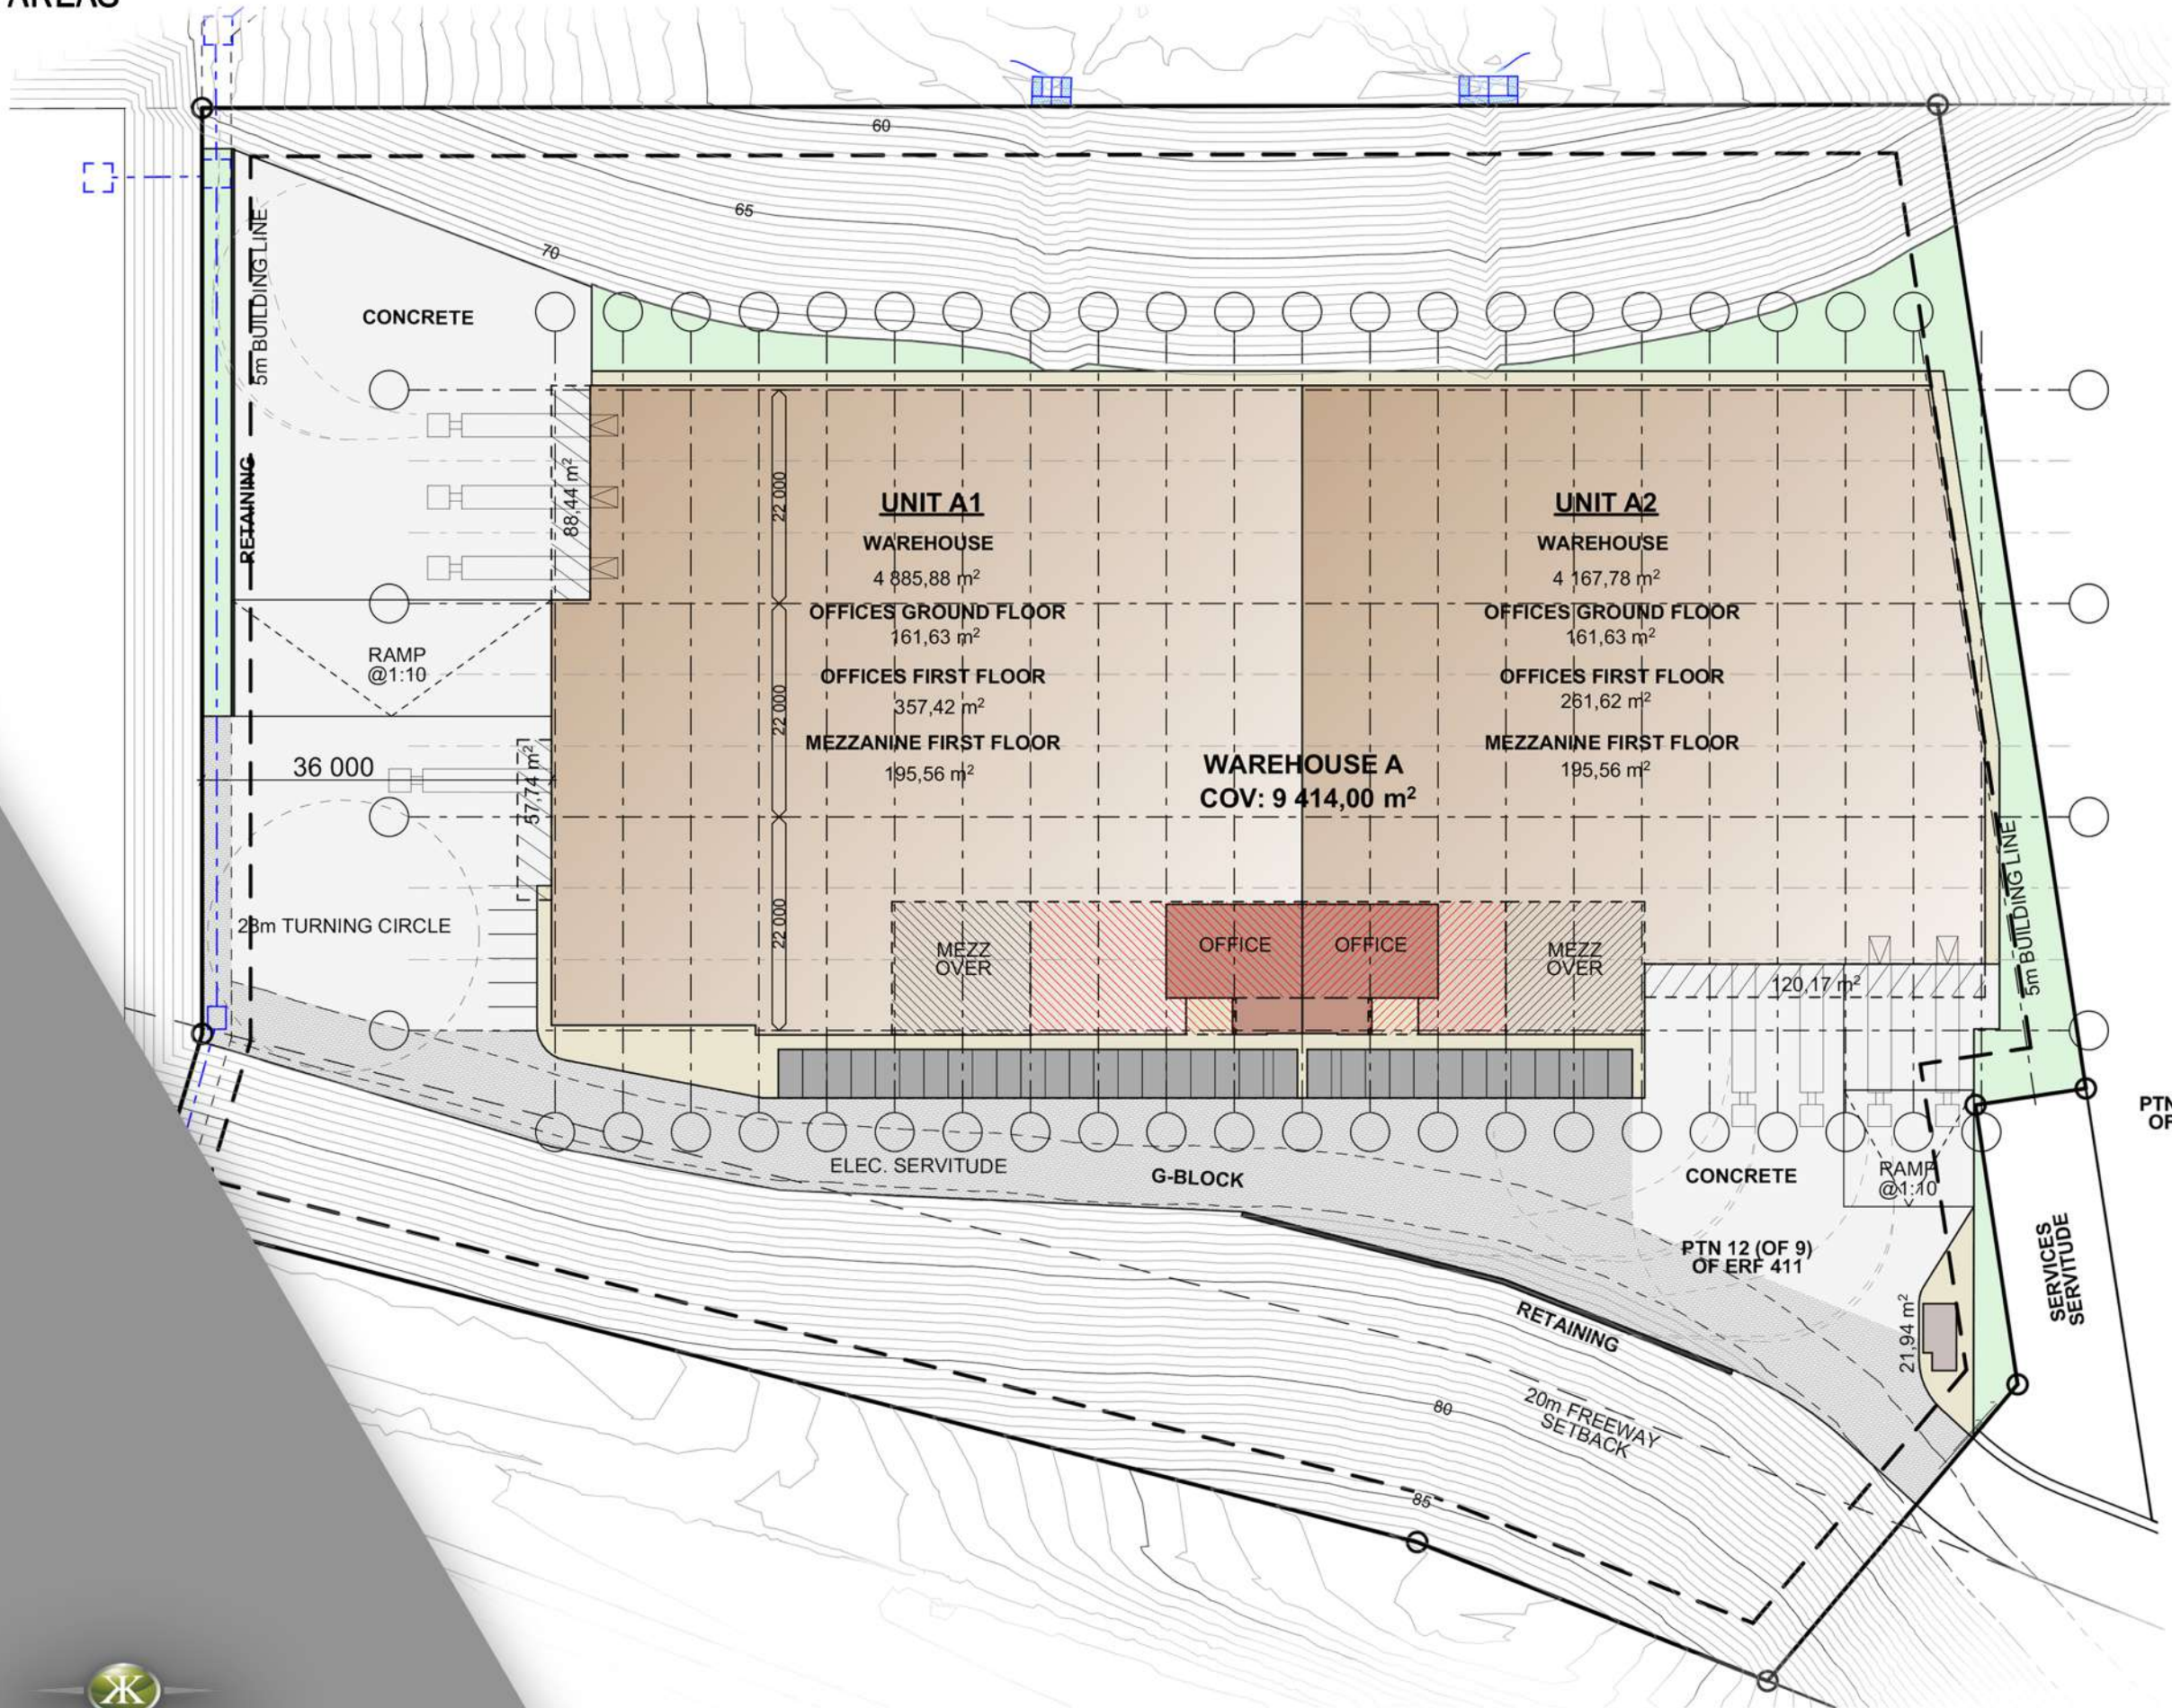 60
65
70
5m BUILDING LINE
CONCRETE
RETAINING
88,44 m²
22 000
UNIT A1
WAREHOUSE
4 885,88 m²
OFFICES GROUND FLOOR
161,63 m²
OFFICES FIRST FLOOR
357,42 m²
MEZZANINE FIRST FLOOR
195,56 m²
UNIT A2
WAREHOUSE
4 167,78 m²
OFFICES GROUND FLOOR
161,63 m²
OFFICES FIRST FLOOR
261,62 m²
MEZZANINE FIRST FLOOR
195,56 m²
RAMP
@1:10
22 000
36 000
57,74 m²
WAREHOUSE A
COV: 9 414,00 m²
28m TURNING CIRCLE
22 000
MEZZ
OVER
OFFICE
OFFICE
MEZZ
OVER
120,17 m²
5m BUILDING LINE
ELEC. SERVITUDE
G-BLOCK
CONCRETE
RAMP
@1:10
PTN 12 (OF 9)
OF ERF 411
SERVICES
SERVITUDE
21,94 m²
RETAINING
20m FREEWAY
SETBACK
80
85